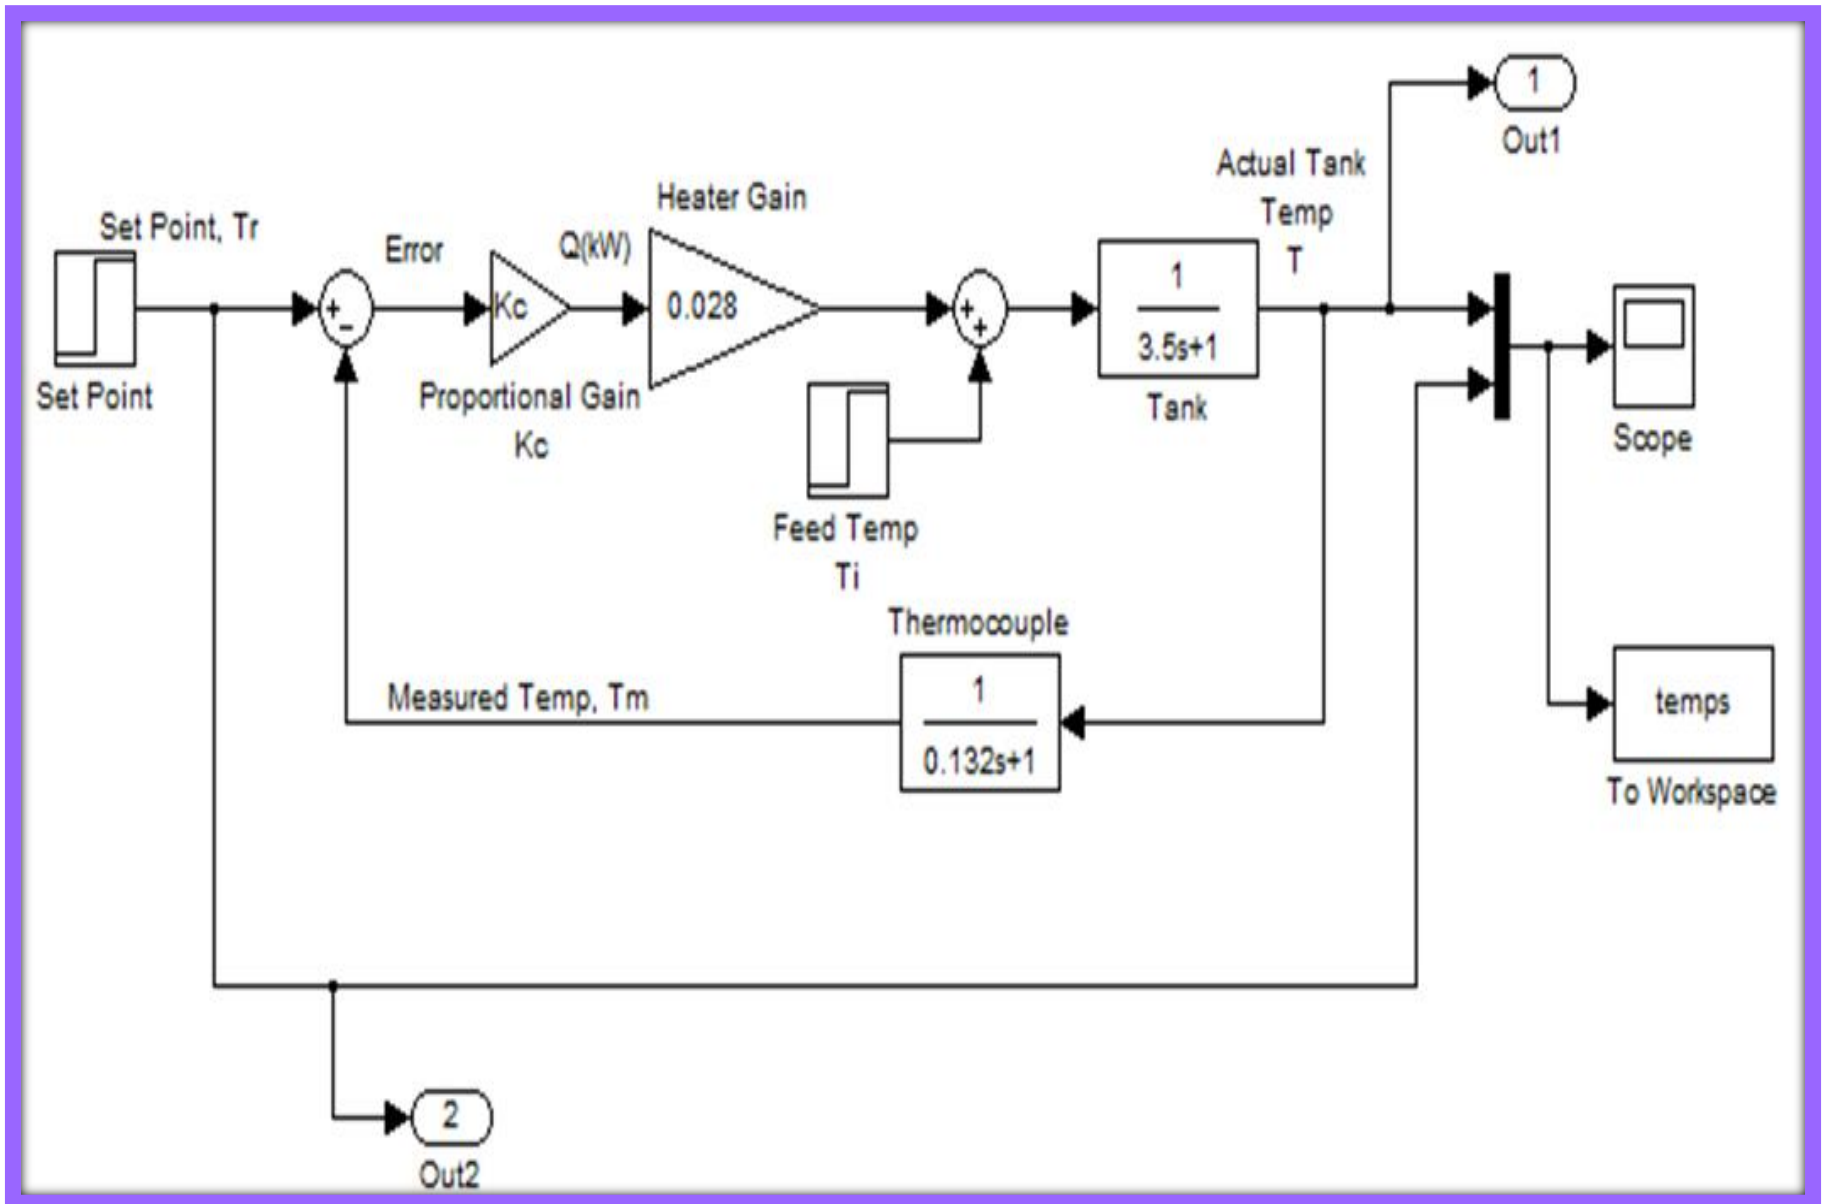 1
Out1
Actual Tank
Temp
T
Heater Gain
Set Point, Tr
Error
Q(kW)
+
−
Kc
0.028
+
+
1
3.5s+1
Tank
Set Point
Proportional Gain
Kc
Scope
Feed Temp
Ti
Thermocouple
1
0.132s+1
Measured Temp, Tm
temps
To Workspace
2
Out2